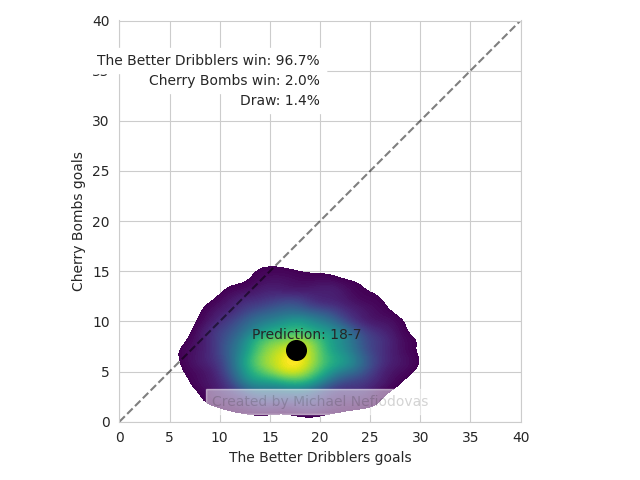 40
The Better Dribblers win: 96.7%
Cherry Bombs win: 2.0%
Draw: 1.4%
30
25
20
15
10
5
0
Cherry Bombs goals
Prediction: 18-7
Created by Michael Nefiodovas
0 5 10 15 20 25 30 35 40
The Better Dribblers goals